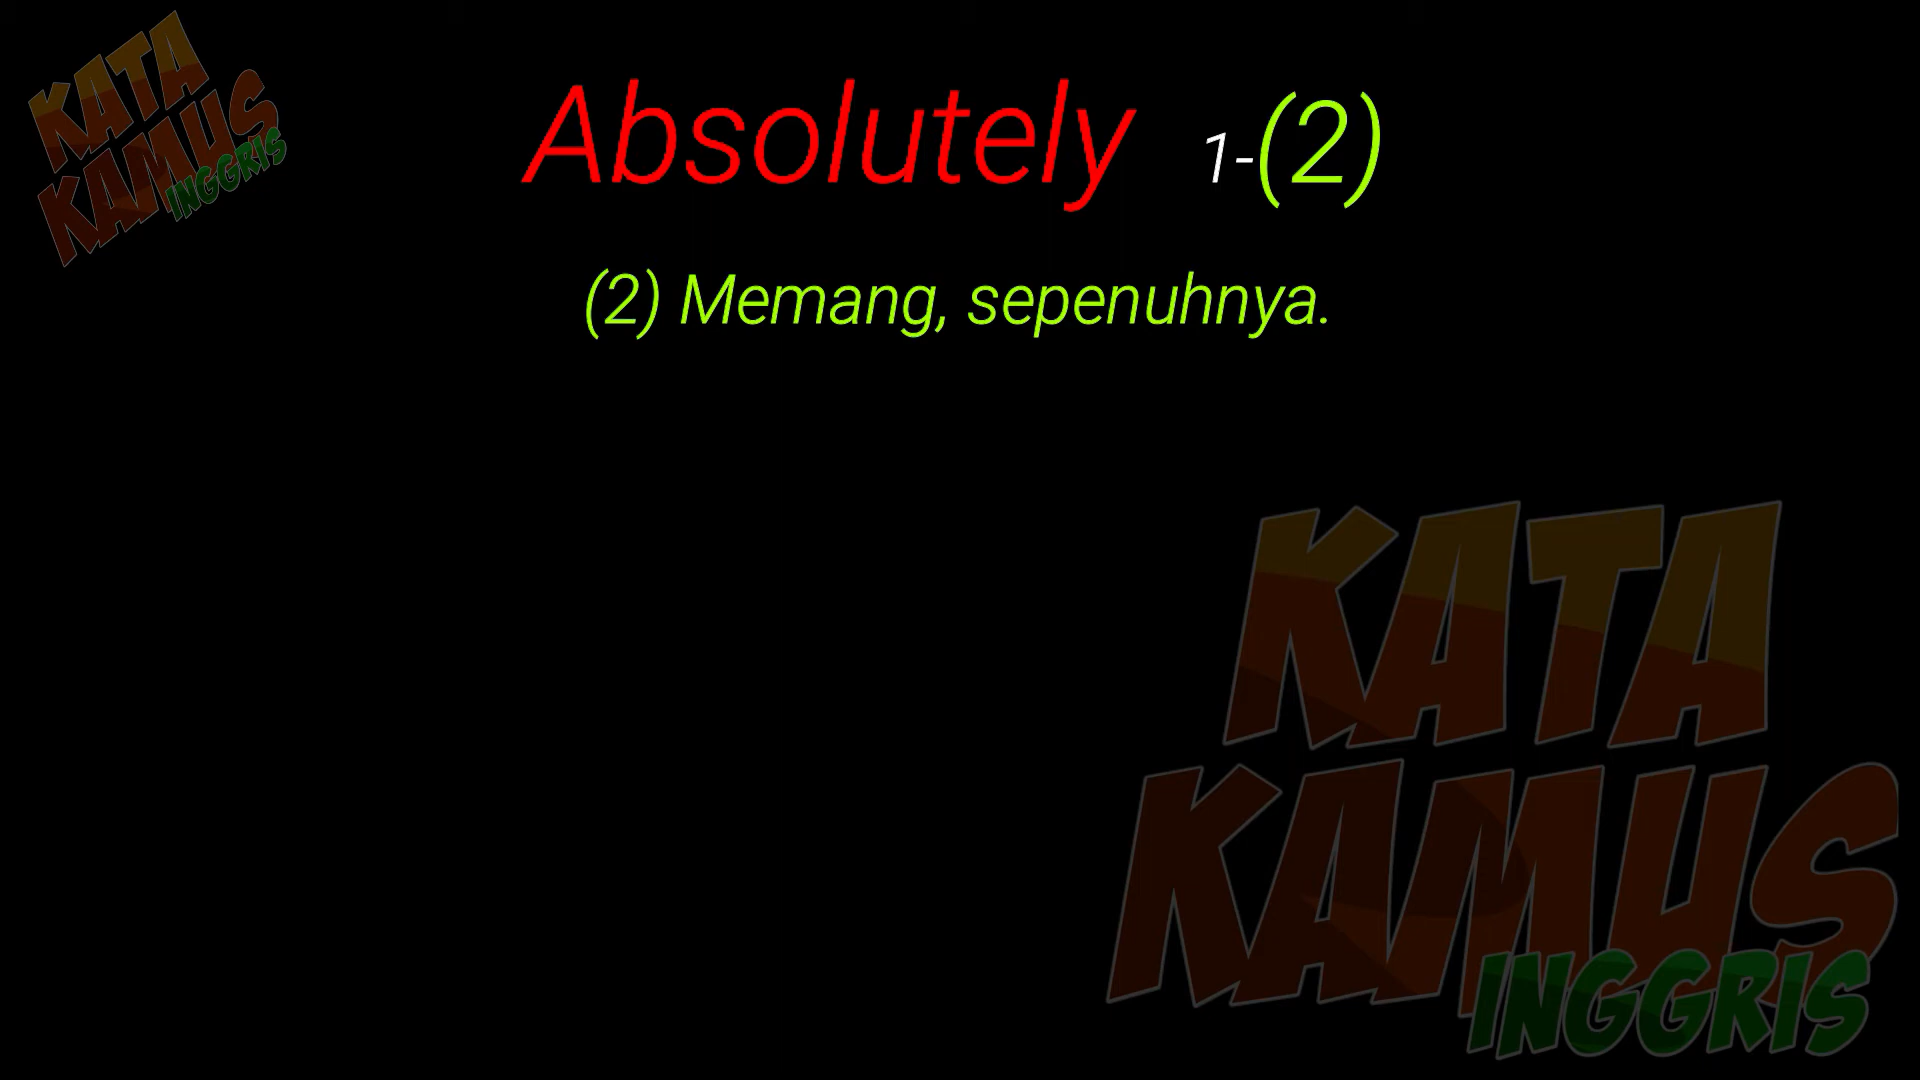 KATA
KAMUS
INGGRIS
Absolutely 1-(2)
(2) Memang, sepenuhnya.
KATA
KAMUS
INGGRIS